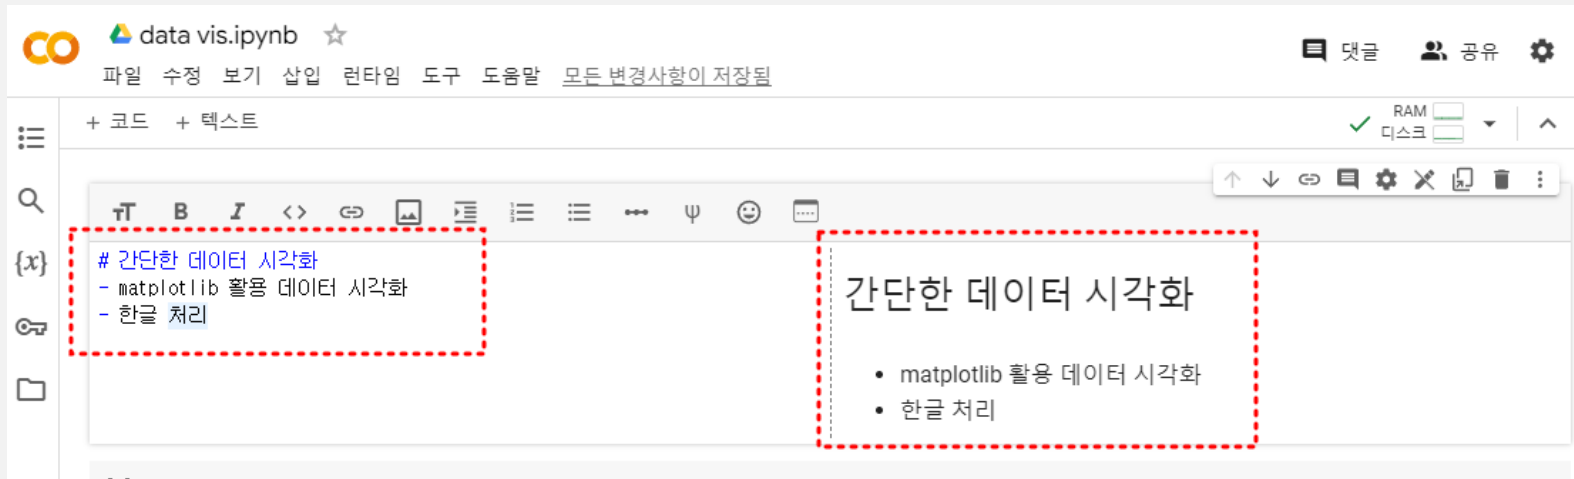 data vis.ipynb
댓글 공유
파일 수정 보기 삽입 런타임 도구 도움말 모든 변경사항이 저장됨
+ 코드 + 텍스트
RAM
디스크
# 간단한 데이터 시각화
- matplotlib 활용 데이터 시각화
- 한글 처리
간단한 데이터 시각화
• matplotlib 활용 데이터 시각화
• 한글 처리